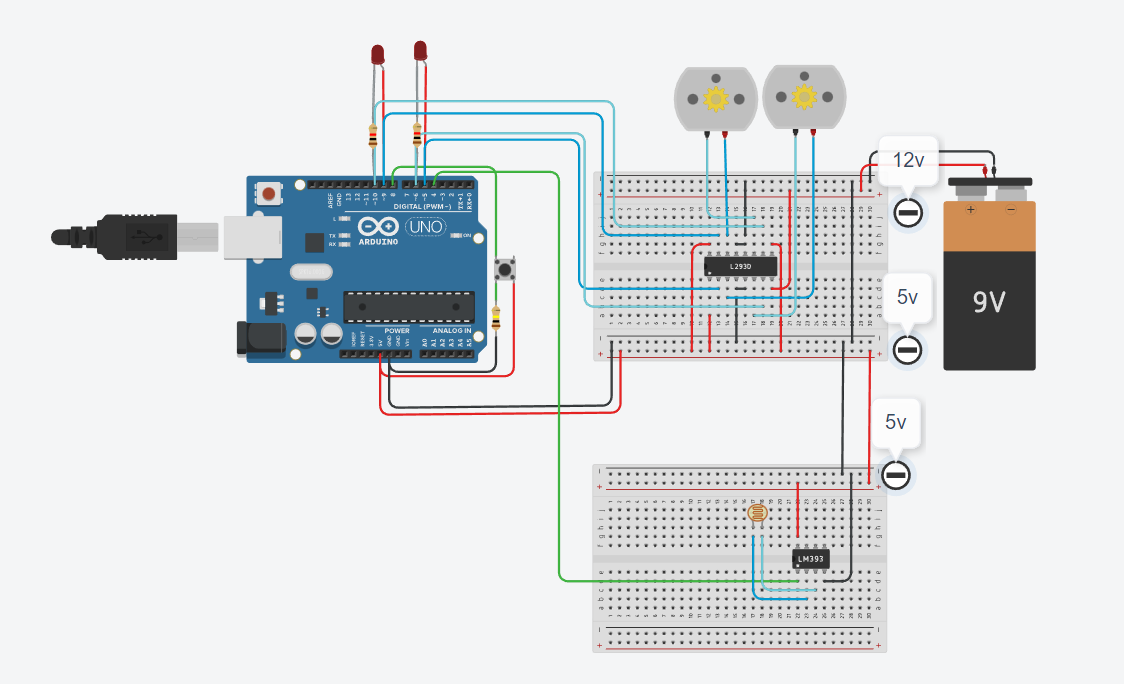 12v
AREF
GND
13
12
~11
~10
~9
8
7
~6
~5
4
~3
2
TX→1
RX←0
DIGITAL (PWM~)
L
TX
RX
ARDUINO
UNO
ON
L293D
5v
9V
+
−
POWER
ANALOG IN
IOREF
RESET
3.3V
5V
GND
GND
Vin
A0
A1
A2
A3
A4
A5
5v
LM393